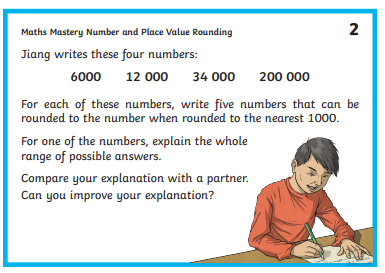 Maths Mastery Number and Place Value Rounding 2
Jiang writes these four numbers:
6000 12 000 34 000 200 000
For each of these numbers, write five numbers that can be
rounded to the number when rounded to the nearest 1000.
For one of the numbers, explain the whole
range of possible answers.
Compare your explanation with a partner.
Can you improve your explanation?